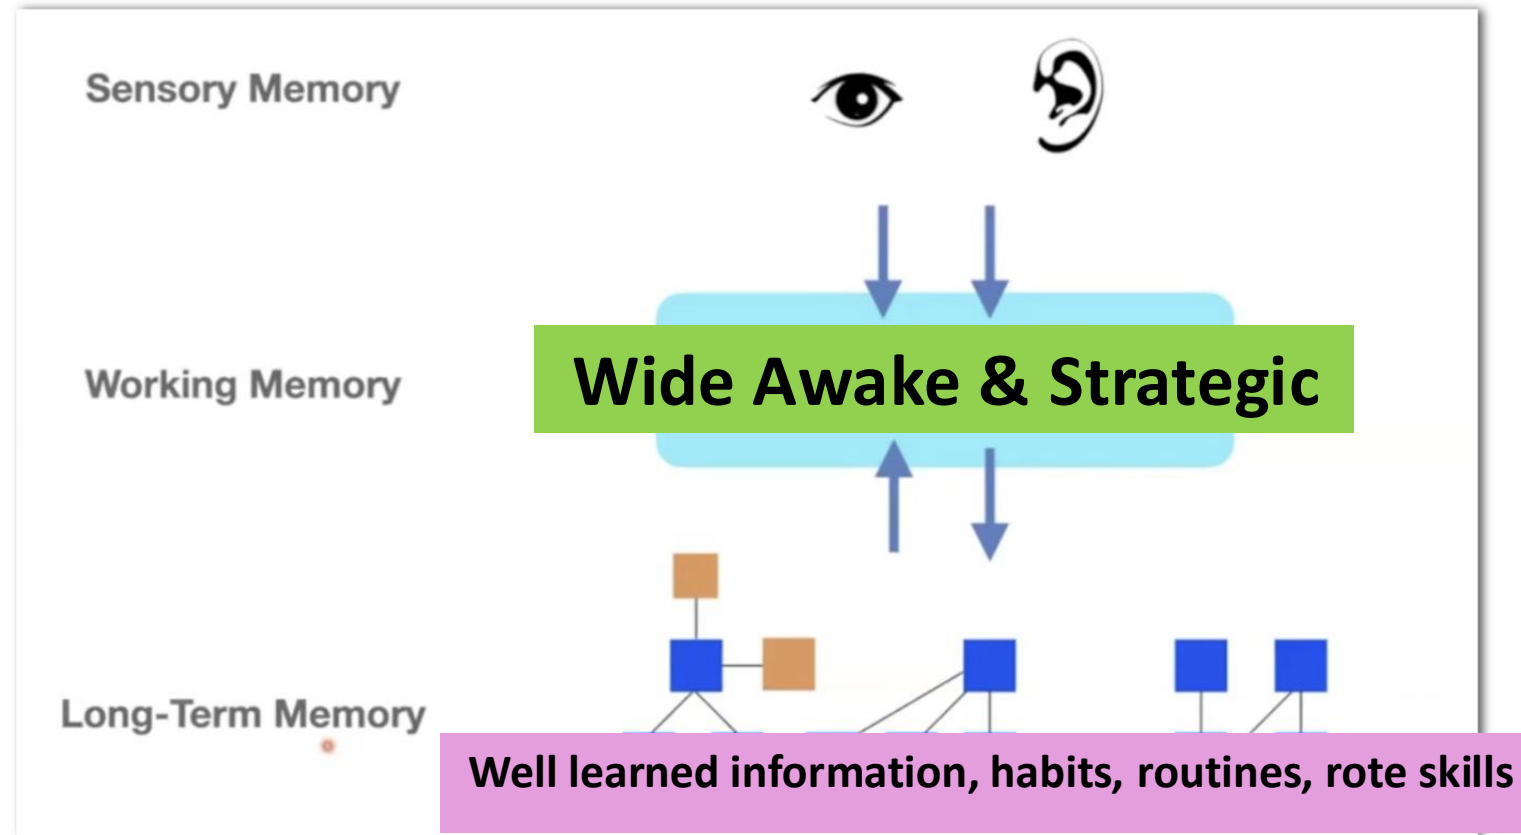 Sensory Memory
Working Memory
Wide Awake & Strategic
Long-Term Memory
Well learned information, habits, routines, rote skills